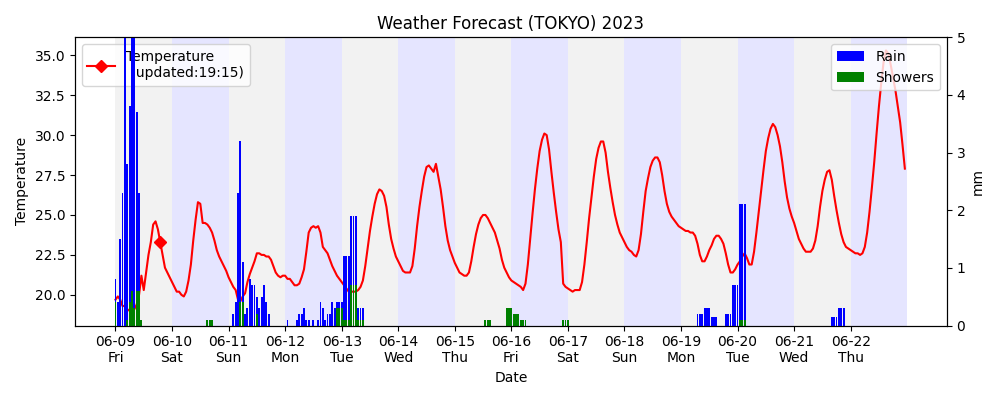 Weather Forecast (TOKYO) 2023
Temperature
updated:19:15)
Rain
Showers
35.0
32.5
30.0
27.5
25.0
22.5
20.0
Temperature
5
4
3
2
1
0
mm
06-09 06-10 06-11 06-12 06-13 06-14 06-15 06-16 06-17 06-18 06-19 06-20 06-21 06-22
Fri Sat Sun Mon Tue Wed Thu Fri Sat Sun Mon Tue Wed Thu
Date